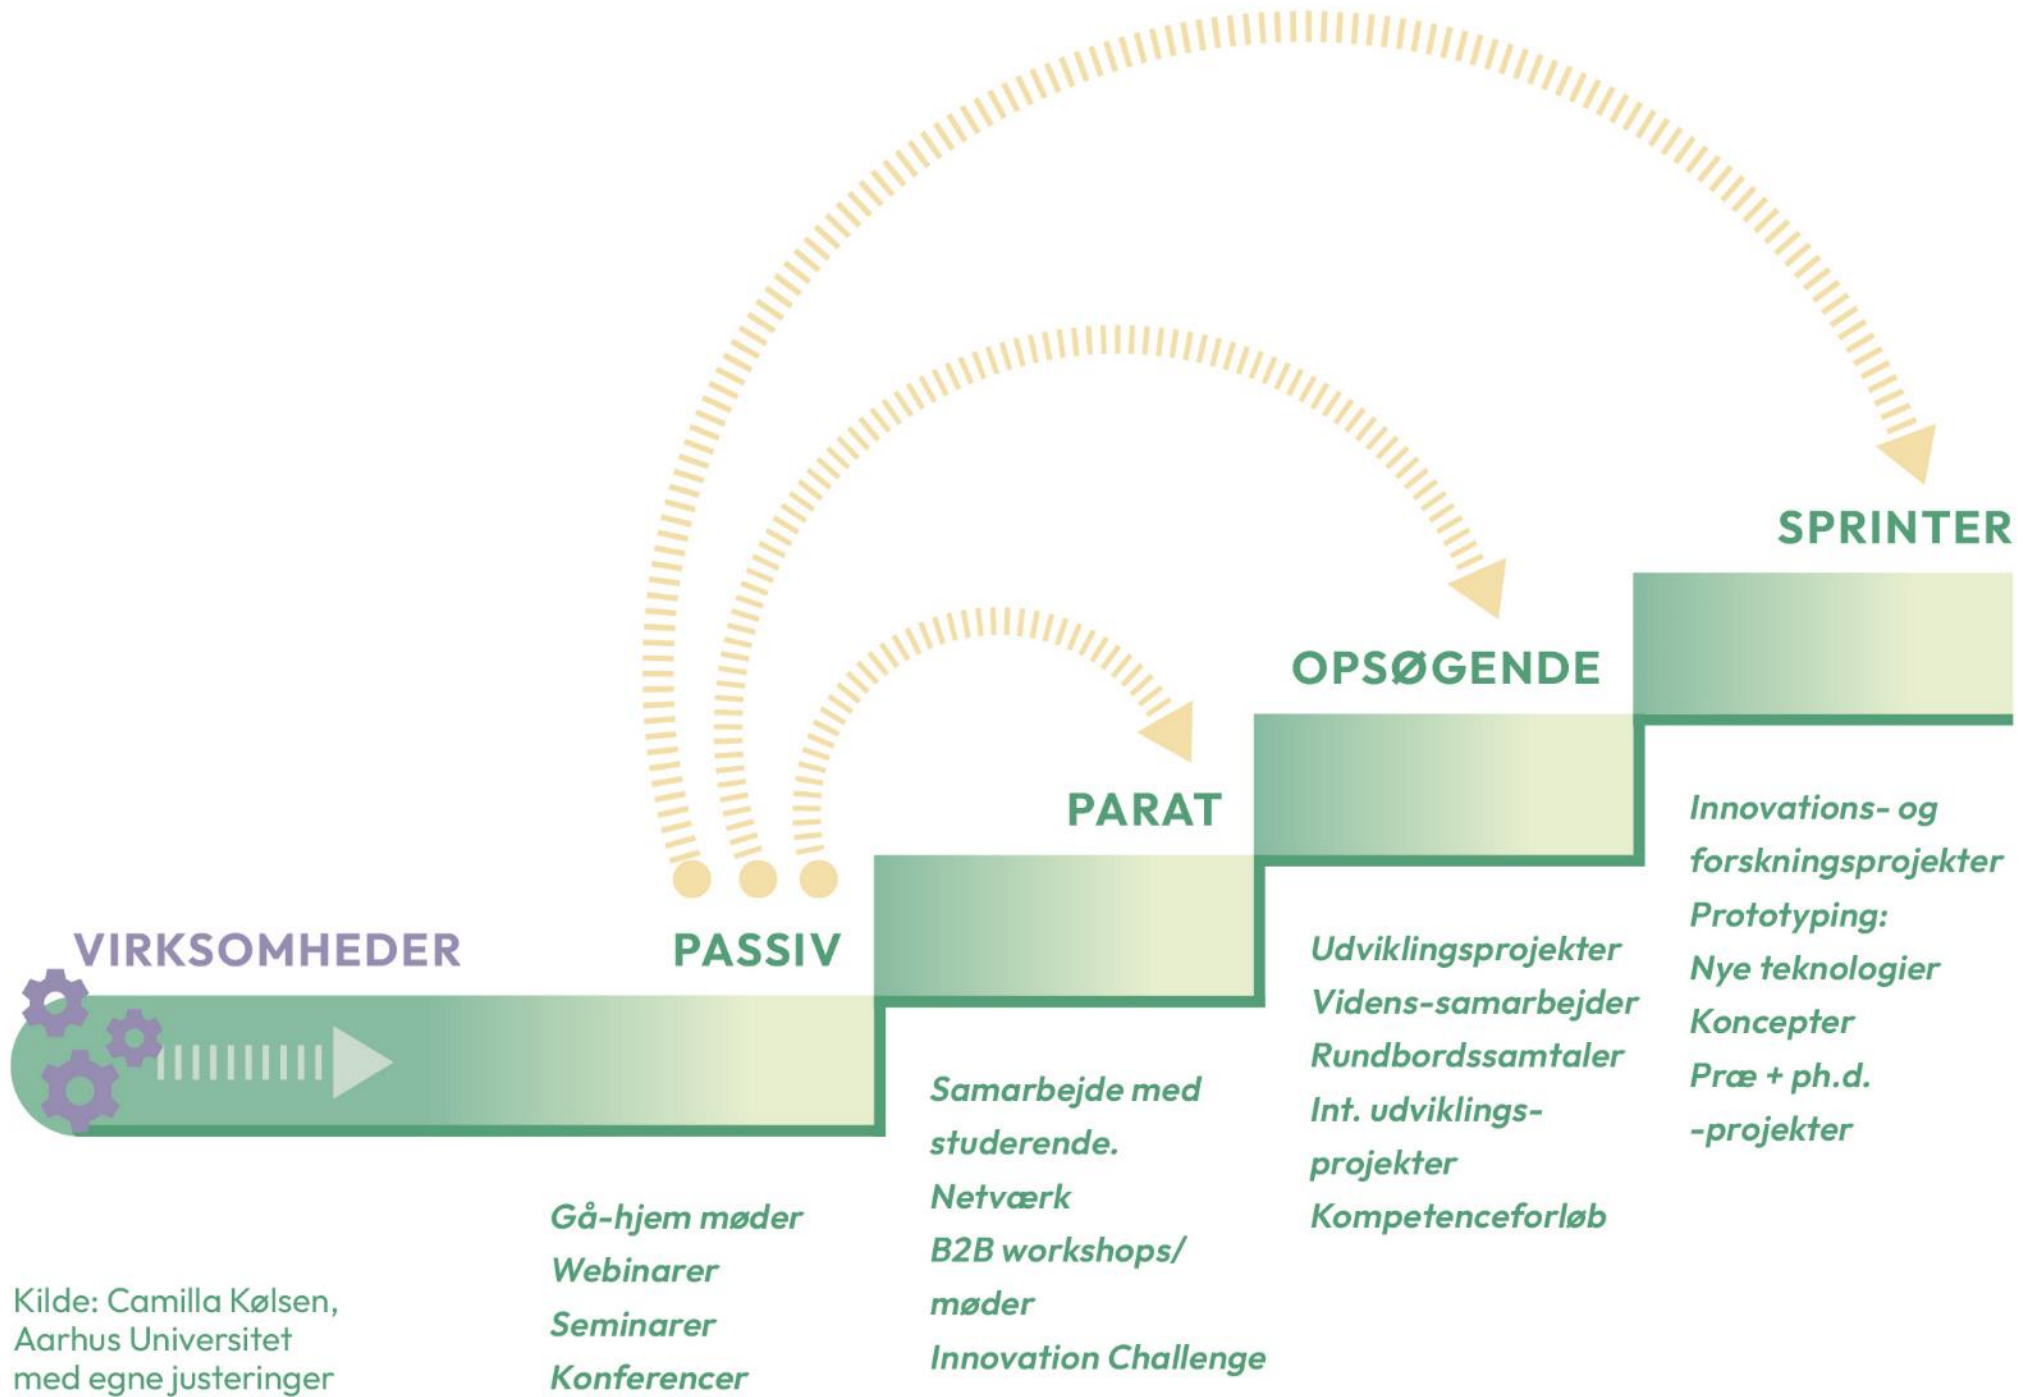 SPRINTER
OPSØGENDE
PARAT
VIRKSOMHEDER
PASSIV
Gå-hjem møder
Webinarer
Seminarer
Konferencer
Samarbejde med
studerende.
Netværk
B2B workshops/
møder
Innovation Challenge
Udviklingsprojekter
Videns-samarbejder
Rundbordssamtaler
Int. udviklings-
projekter
Kompetenceforløb
Innovations- og
forskningsprojekter
Prototyping:
Nye teknologier
Koncepter
Præ + ph.d.
-projekter
Kilde: Camilla Kølsen,
Aarhus Universitet
med egne justeringer